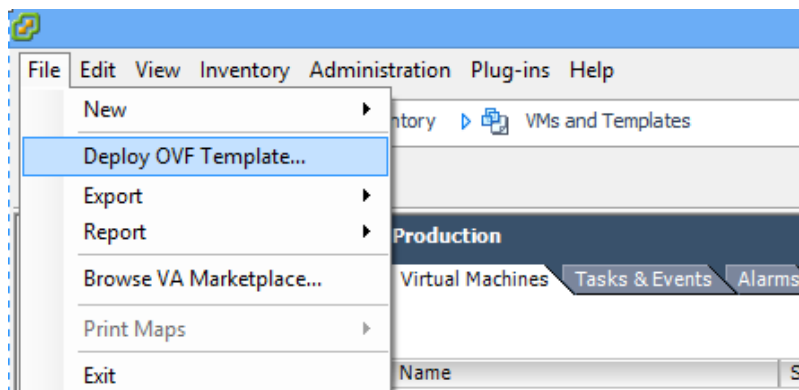 File Edit View Inventory Administration Plug-ins Help
New
ntory VMs and Templates
Deploy OVF Template...
Export
Report
Production
Browse VA Marketplace...
Virtual Machines Tasks & Events Alarms
Print Maps
Exit
Name S